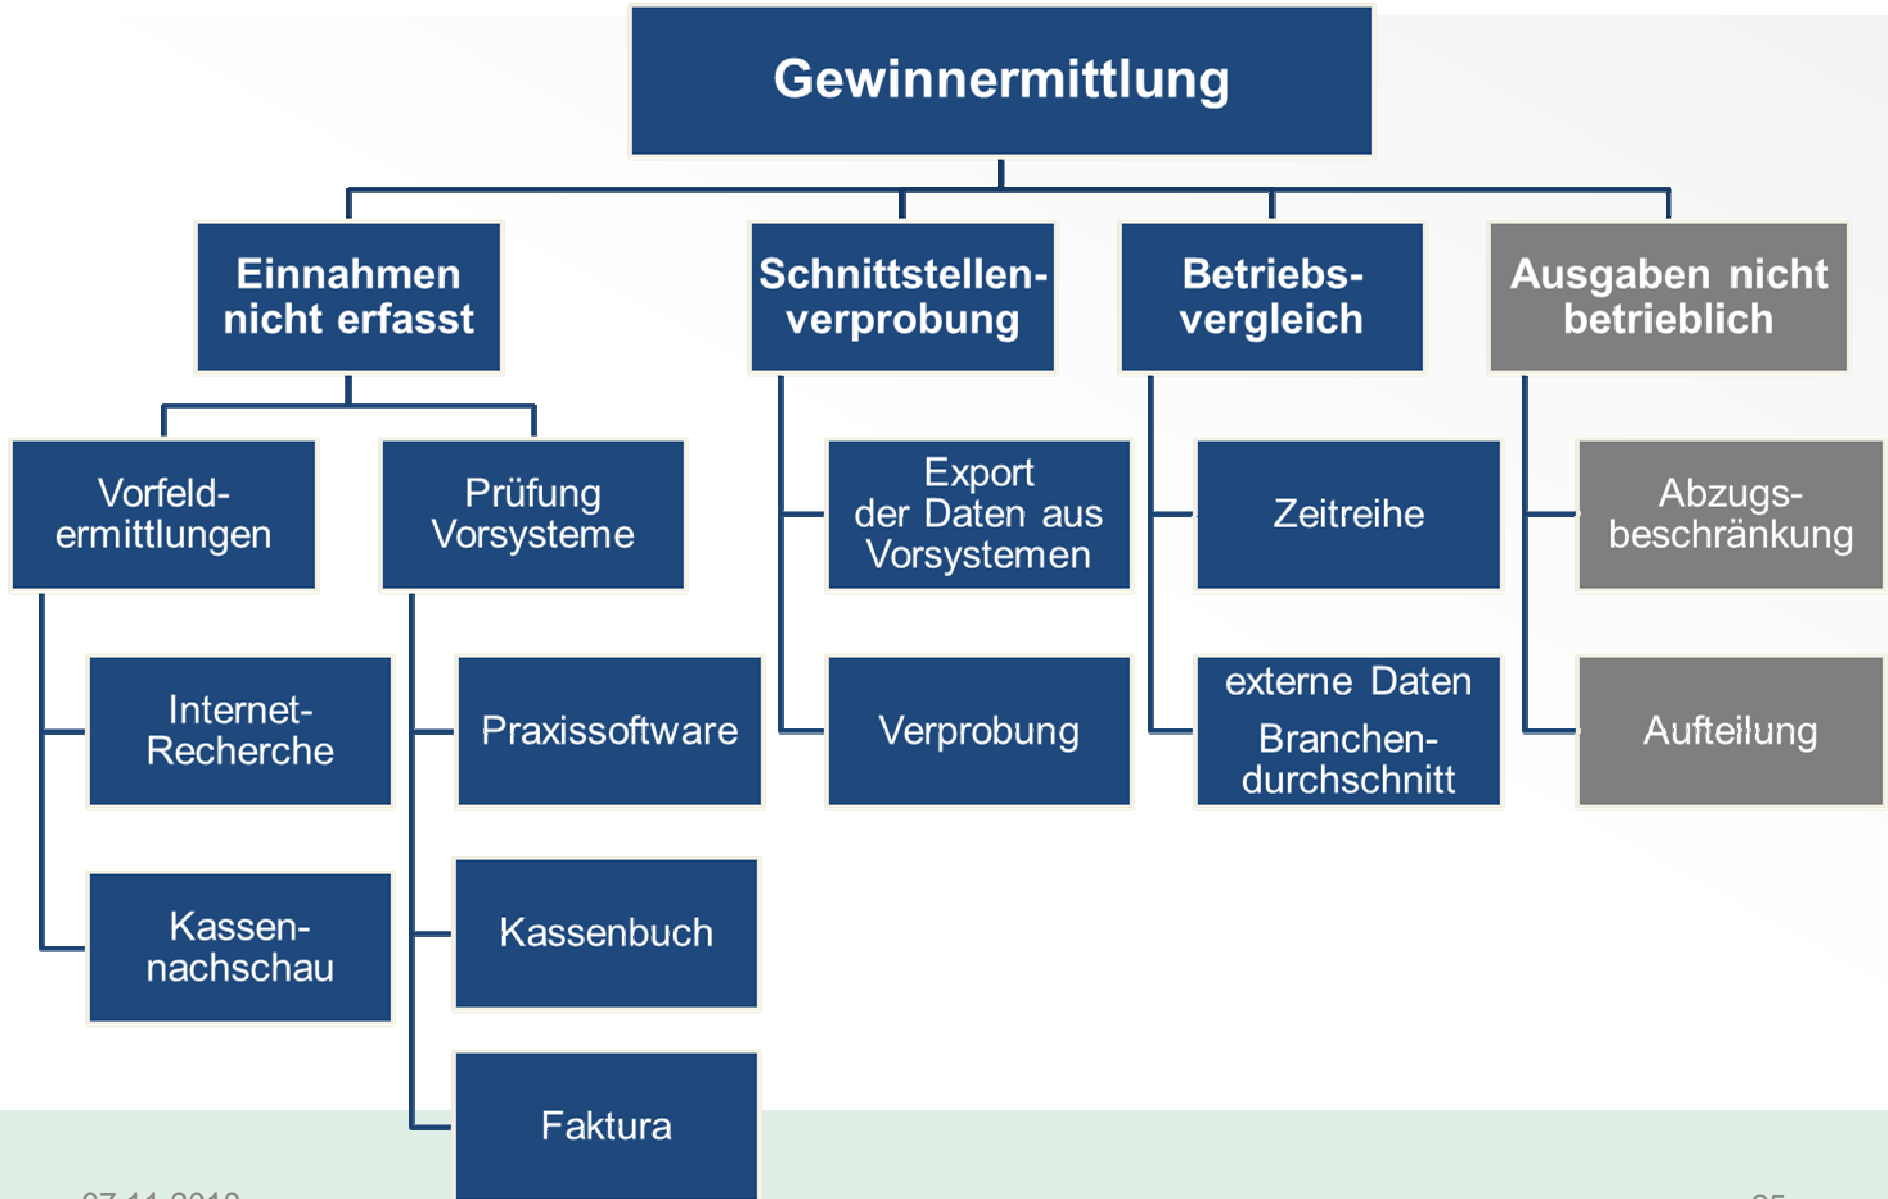 Gewinnermittlung
Einnahmen
nicht erfasst
Schnittstellen-
verprobung
Betriebs-
vergleich
Ausgaben nicht
betrieblich
Vorfeld-
ermittlungen
Prüfung
Vorsysteme
Export
der Daten aus
Vorsystemen
Zeitreihe
Abzugs-
beschränkung
Internet-
Recherche
Praxissoftware
Verprobung
externe Daten
Branchen-
durchschnitt
Aufteilung
Kassen-
nachschau
Kassenbuch
Faktura